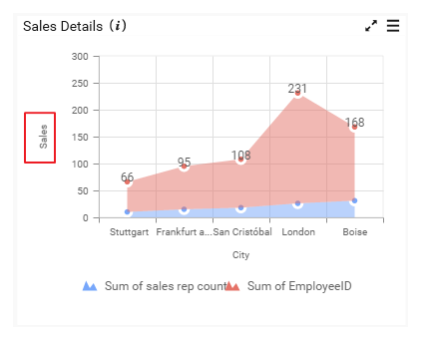 Sales Details (i)
300
250
200
150
100
50
0
Sales
66
95
108
231
168
Stuttgart Frankfurt a... San Cristóbal London Boise
City
Sum of sales rep count Sum of EmployeeID